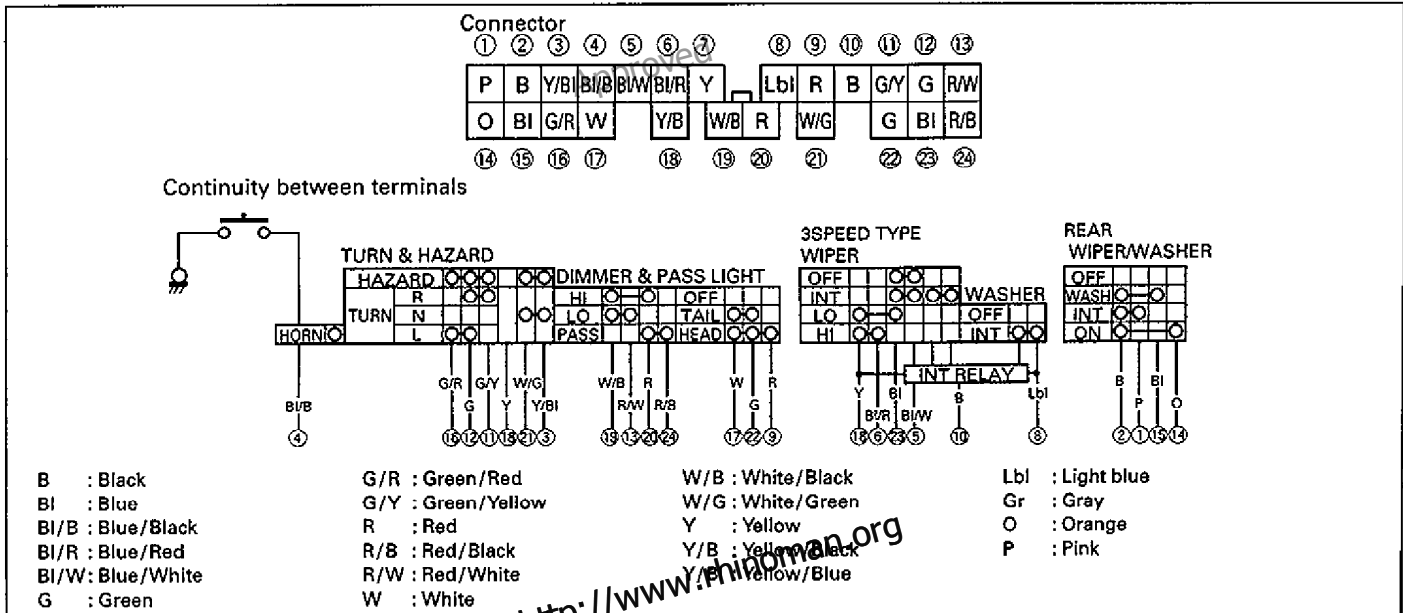 Connector
① ② ③ ④ ⑤ ⑥ ⑦ ⑧ ⑨ ⑩ ⑪ ⑫ ⑬
Approved
P B Y/Bl Bl/B Bl/W Bl/R Y Lbl R B G/Y G R/W
O Bl G/R W Y/B W/B R W/G G Bl R/B
⑭ ⑮ ⑯ ⑰ ⑱ ⑲ ⑳ ㉑ ㉒ ㉓ ㉔
Continuity between terminals
TURN & HAZARD
HAZARD
TURN
R
N
L
HORN
DIMMER & PASS LIGHT
HI OFF
LO TAIL
PASS HEAD
3SPEED TYPE
WIPER
OFF
INT
LO
HI
WASHER
OFF
INT
INT RELAY
REAR
WIPER/WASHER
OFF
WASH
INT
ON
Bl/B G/R G G/Y Y W/G Y/Bl W/B R/W R R/B W G R Y Bl/R Bl Bl/W B Lbl B P Bl O
④ ⑯ ⑫ ⑪ ⑱ ㉑ ③ ⑲ ⑬ ⑳ ㉔ ⑰ ㉒ ⑨ ⑱ ⑥ ㉓ ⑤ ⑩ ⑧ ② ① ⑮ ⑭
B : Black
Bl : Blue
Bl/B : Blue/Black
Bl/R : Blue/Red
Bl/W : Blue/White
G : Green
G/R : Green/Red
G/Y : Green/Yellow
R : Red
R/B : Red/Black
R/W : Red/White
W : White
W/B : White/Black
W/G : White/Green
Y : Yellow
Y/B : Yellow/Black
Yellow/Blue
Lbl : Light blue
Gr : Gray
O : Orange
P : Pink
http://www.rhinoman.org